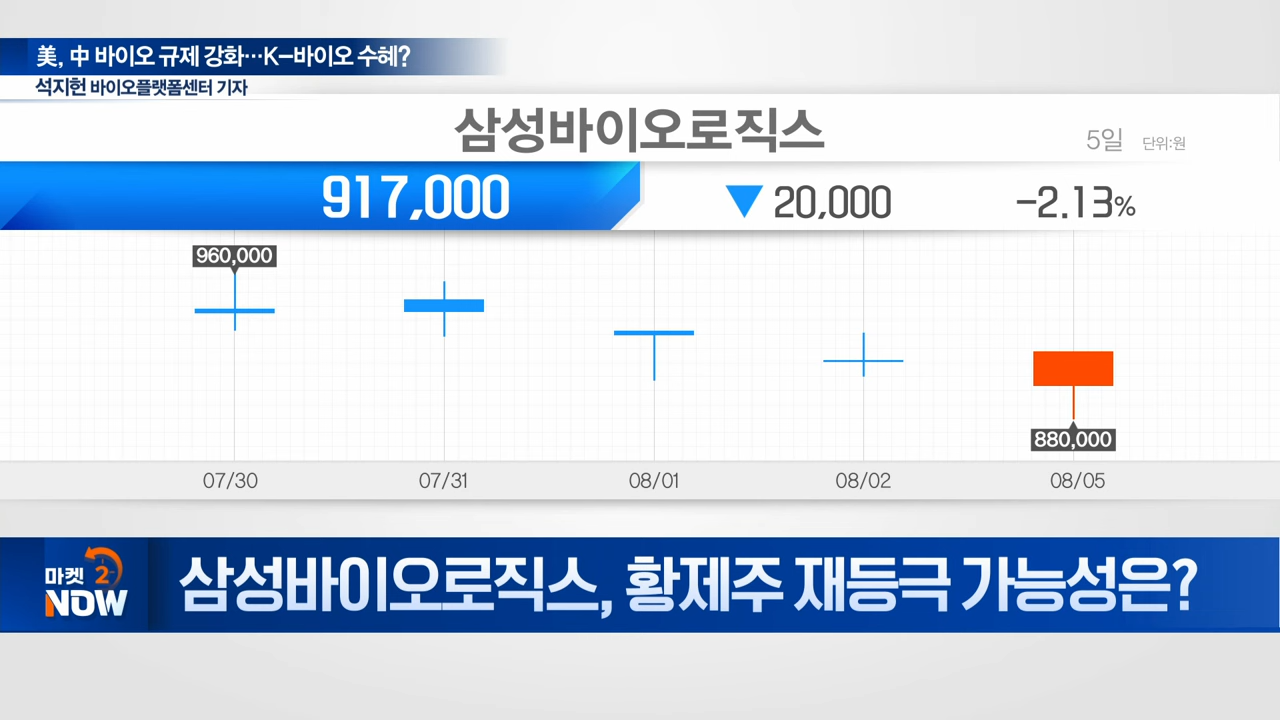 美, 中 바이오 규제 강화…K-바이오 수혜?
석지헌 바이오플랫폼센터 기자
삼성바이오로직스
5일 단위:원
917,000 ▼ 20,000 -2.13%
960,000
880,000
07/30 07/31 08/01 08/02 08/05
마켓 2
NOW
삼성바이오로직스, 황제주 재등극 가능성은?